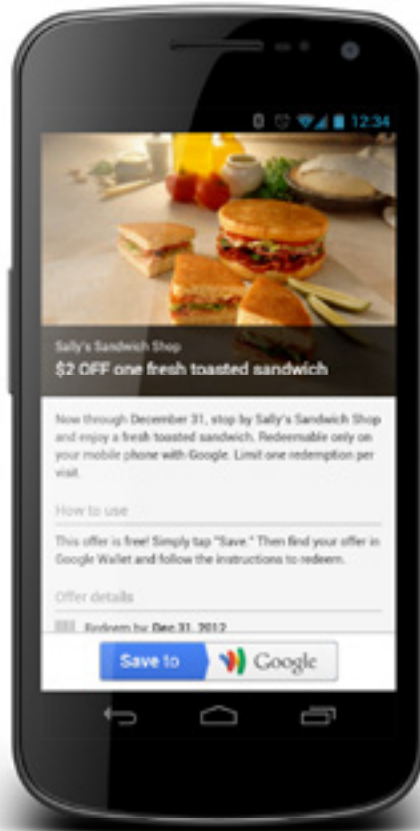 12:34
Sally's Sandwich Shop
$2 OFF one fresh toasted sandwich
Now through December 31, stop by Sally's Sandwich Shop
and enjoy a fresh toasted sandwich. Redeemable only on
your mobile phone with Google. Limit one redemption per
visit.
How to use
This offer is free! Simply tap "Save." Then find your offer in
Google Wallet and follow the instructions to redeem.
Offer details
Redeem by Dec 31, 2012
Save to Google